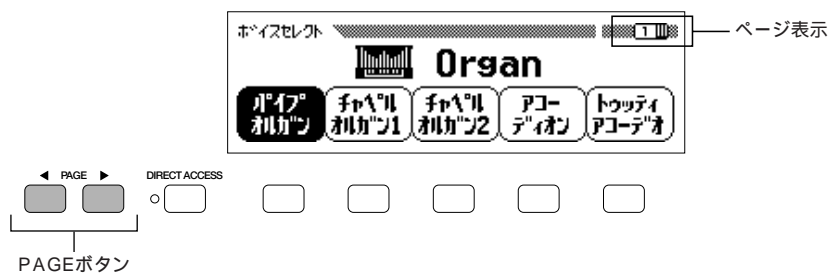 ボイスセレクト
1
ページ表示
Organ
パイプ
オルガン
チャペル
オルガン1
チャペル
オルガン2
アコー
ディオン
トゥッティ
アコーデオ
◀ PAGE ▶
DIRECT ACCESS
PAGEボタン